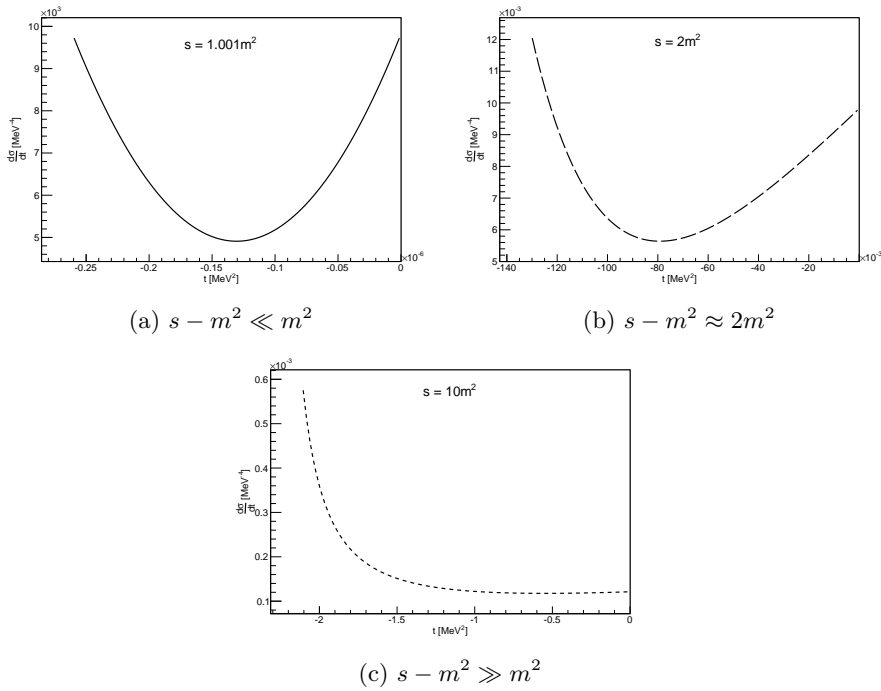 ×10³
s = 1.001m²
10
9
8
7
6
5
dσ/dt [MeV⁻⁴]
-0.25 -0.2 -0.15 -0.1 -0.05 0
×10⁻⁶
t [MeV²]
(a) s − m² ≪ m²
×10⁻³
s = 2m²
12
11
10
9
8
7
6
5
dσ/dt [MeV⁻⁴]
-140 -120 -100 -80 -60 -40 -20
×10⁻³
t [MeV²]
(b) s − m² ≈ 2m²
×10⁻³
s = 10m²
0.6
0.5
0.4
0.3
0.2
0.1
dσ/dt [MeV⁻⁴]
-2 -1.5 -1 -0.5 0
t [MeV²]
(c) s − m² ≫ m²